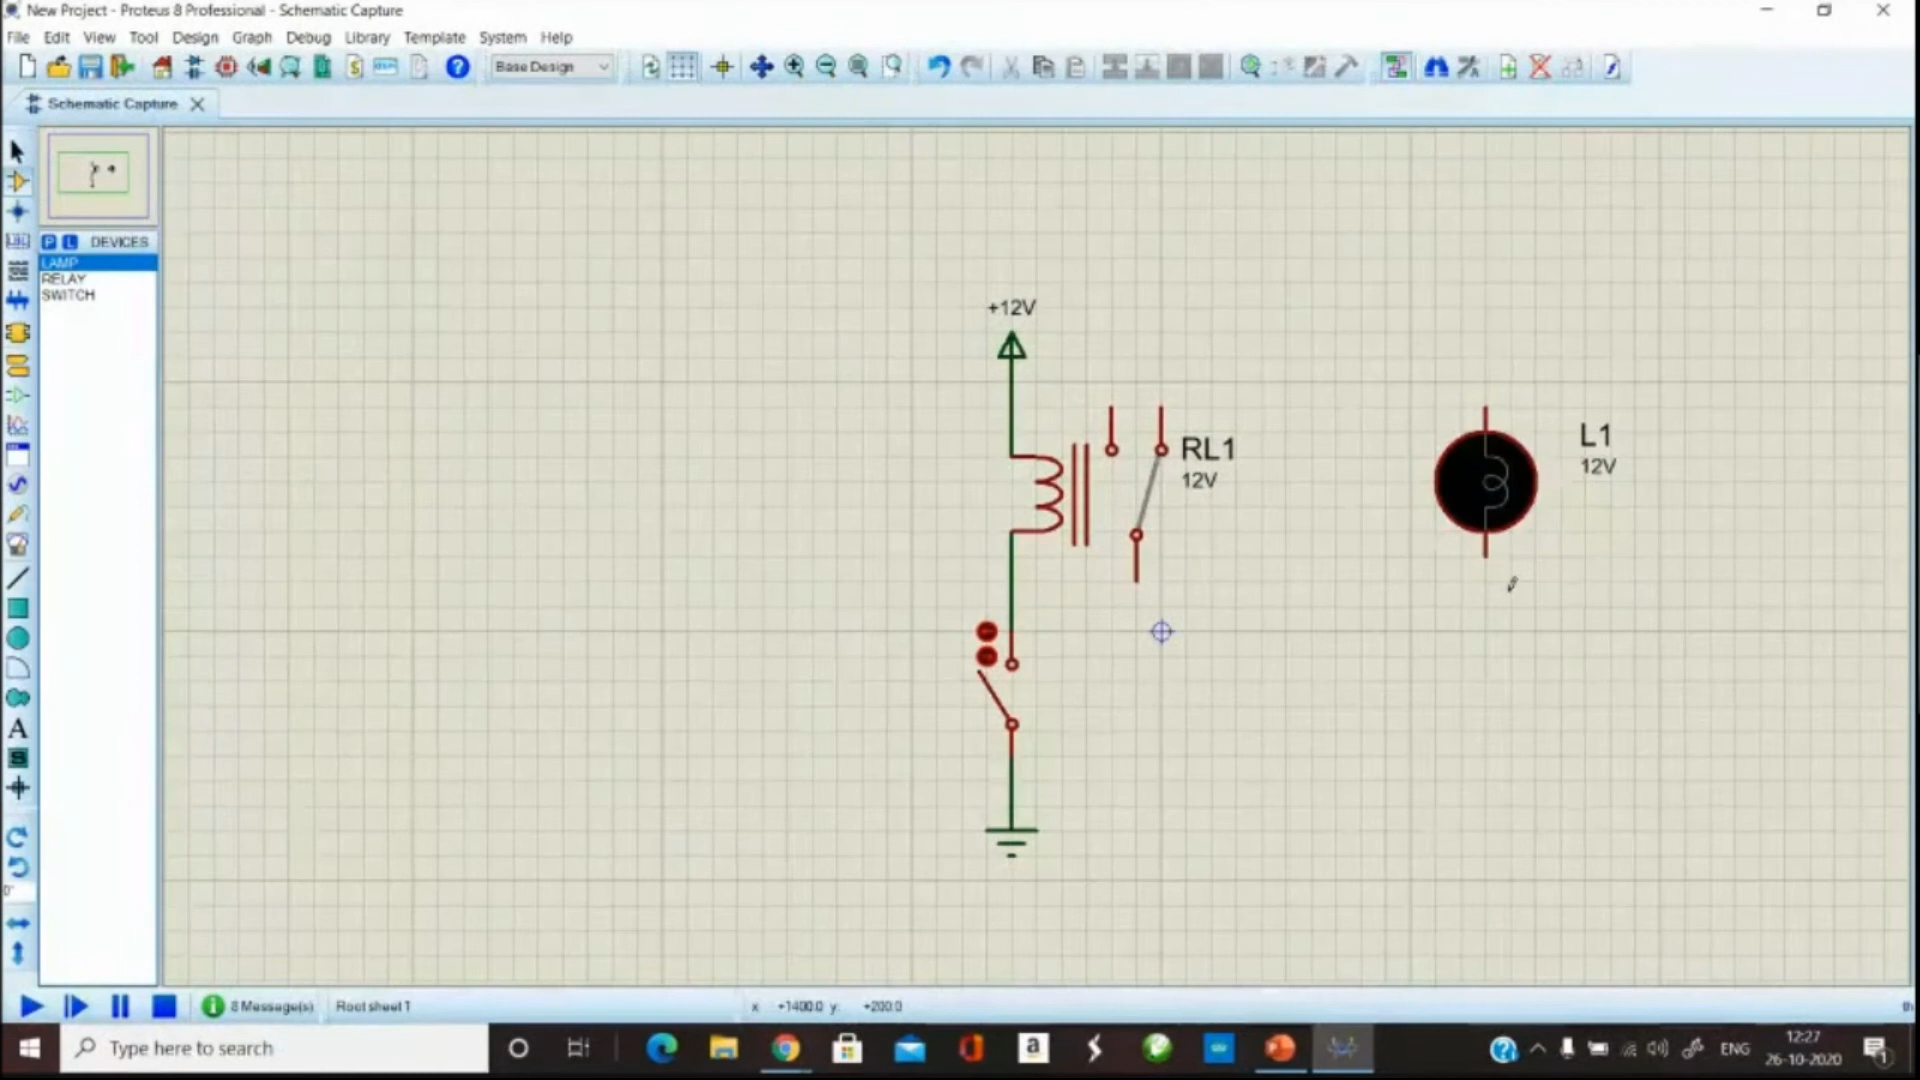 New Project - Proteus 8 Professional - Schematic Capture
File Edit View Tool Design Graph Debug Library Template System Help
Base Design
Schematic Capture
P L DEVICES
LAMP
RELAY
SWITCH
+12V
RL1
12V
L1
12V
A
S
8 Message(s) Root sheet 1 x +1400.0 y +200.0
Type here to search
a
ENG
12:27
26-10-2020
1